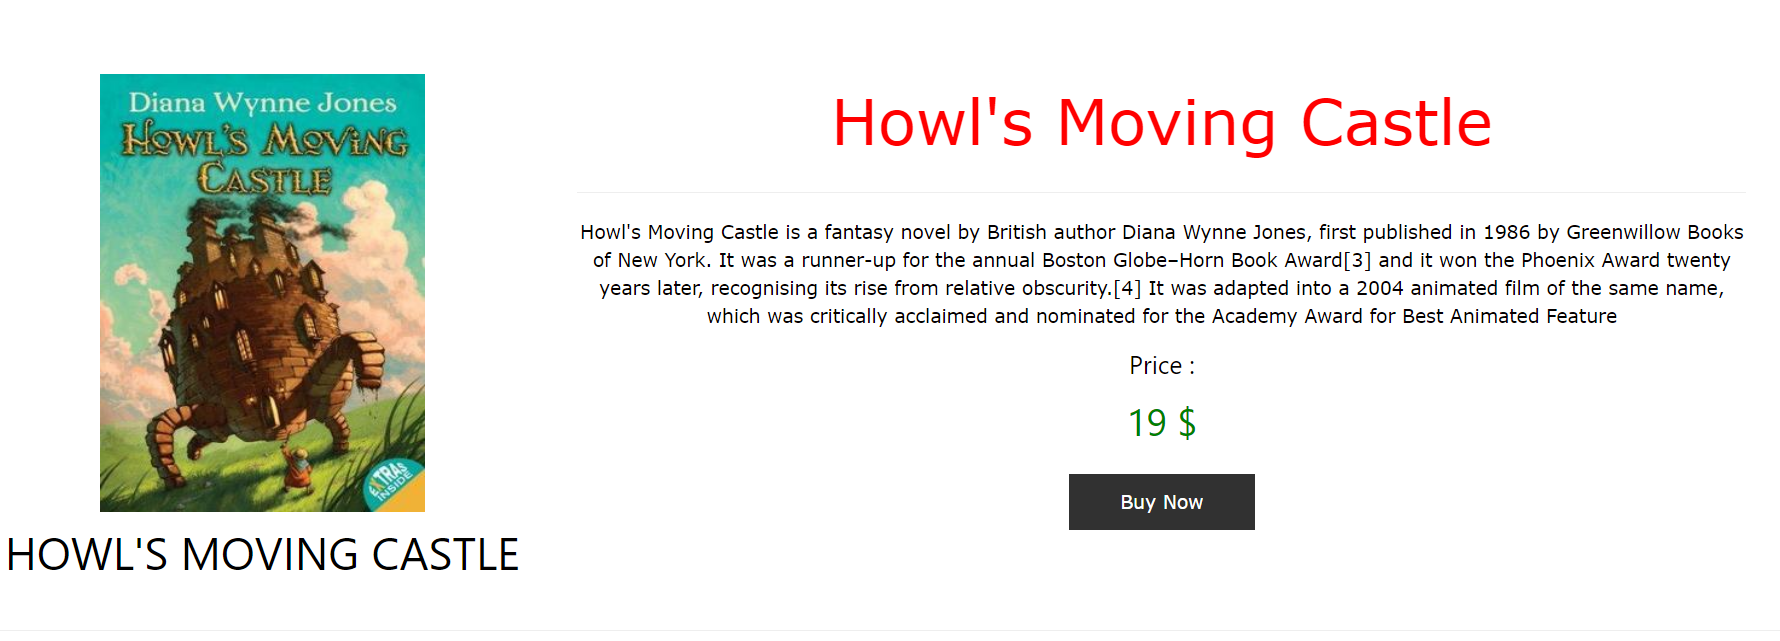 Diana Wynne Jones
HOWL'S MOVING
CASTLE
EXTRAS
INSIDE
HOWL'S MOVING CASTLE
Howl's Moving Castle
Howl's Moving Castle is a fantasy novel by British author Diana Wynne Jones, first published in 1986 by Greenwillow Books
of New York. It was a runner-up for the annual Boston Globe–Horn Book Award[3] and it won the Phoenix Award twenty
years later, recognising its rise from relative obscurity.[4] It was adapted into a 2004 animated film of the same name,
which was critically acclaimed and nominated for the Academy Award for Best Animated Feature
Price :
19 $
Buy Now